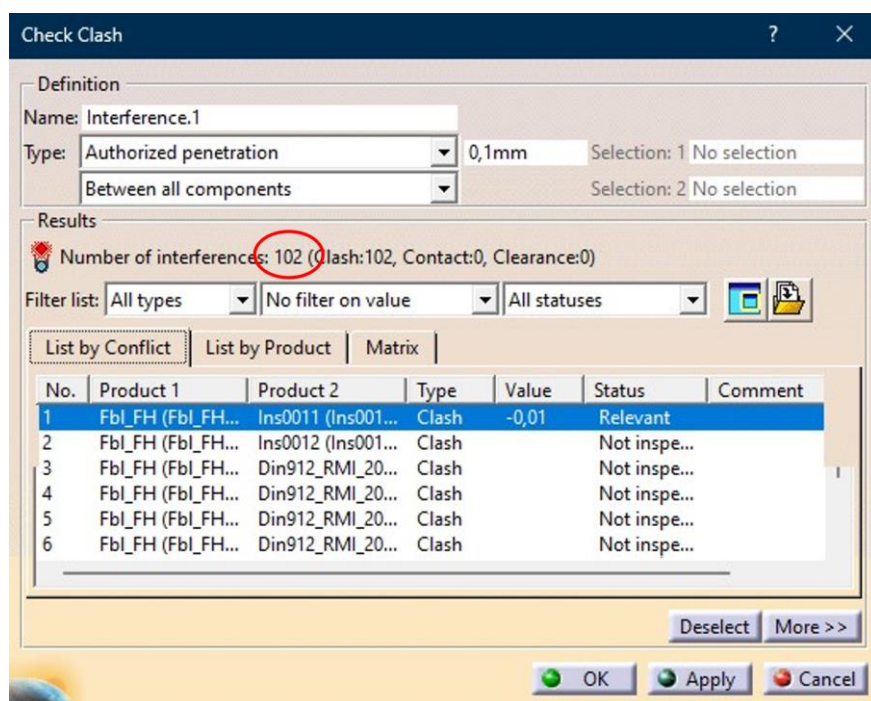 Check Clash ? ×
Definition
Name: Interference.1
Type: Authorized penetration 0,1mm Selection: 1 No selection
Between all components Selection: 2 No selection
Results
Number of interferences: 102 (Clash:102, Contact:0, Clearance:0)
Filter list: All types No filter on value All statuses
List by Conflict List by Product Matrix
No. Product 1 Product 2 Type Value Status Comment
1 Fbl_FH (Fbl_FH... Ins0011 (Ins001... Clash -0,01 Relevant
2 Fbl_FH (Fbl_FH... Ins0012 (Ins001... Clash Not inspe...
3 Fbl_FH (Fbl_FH... Din912_RMI_20... Clash Not inspe...
4 Fbl_FH (Fbl_FH... Din912_RMI_20... Clash Not inspe...
5 Fbl_FH (Fbl_FH... Din912_RMI_20... Clash Not inspe...
6 Fbl_FH (Fbl_FH... Din912_RMI_20... Clash Not inspe...
Deselect More >>
OK Apply Cancel